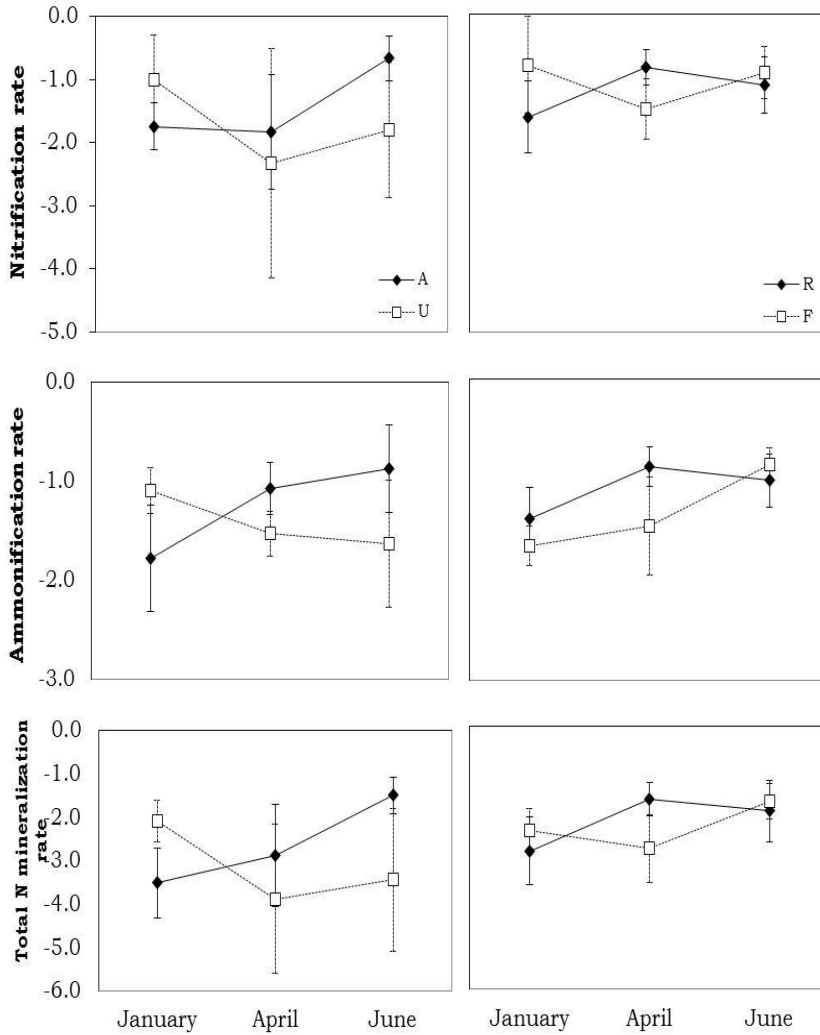 Nitrification rate
0.0
-1.0
-2.0
-3.0
-4.0
-5.0
A
U
R
F
Ammonification rate
0.0
-1.0
-2.0
-3.0
Total N mineralization
rate
0.0
-1.0
-2.0
-3.0
-4.0
-5.0
-6.0
January April June
January April June